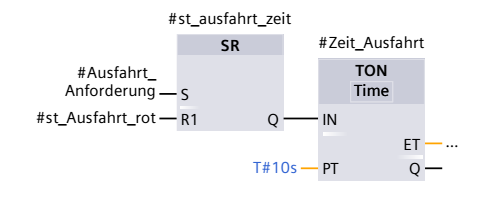 #st_ausfahrt_zeit
SR
#Zeit_Ausfahrt
#Ausfahrt_
Anforderung
S
TON
Time
#st_Ausfahrt_rot
R1
Q
IN
ET
...
T#10s
PT
Q